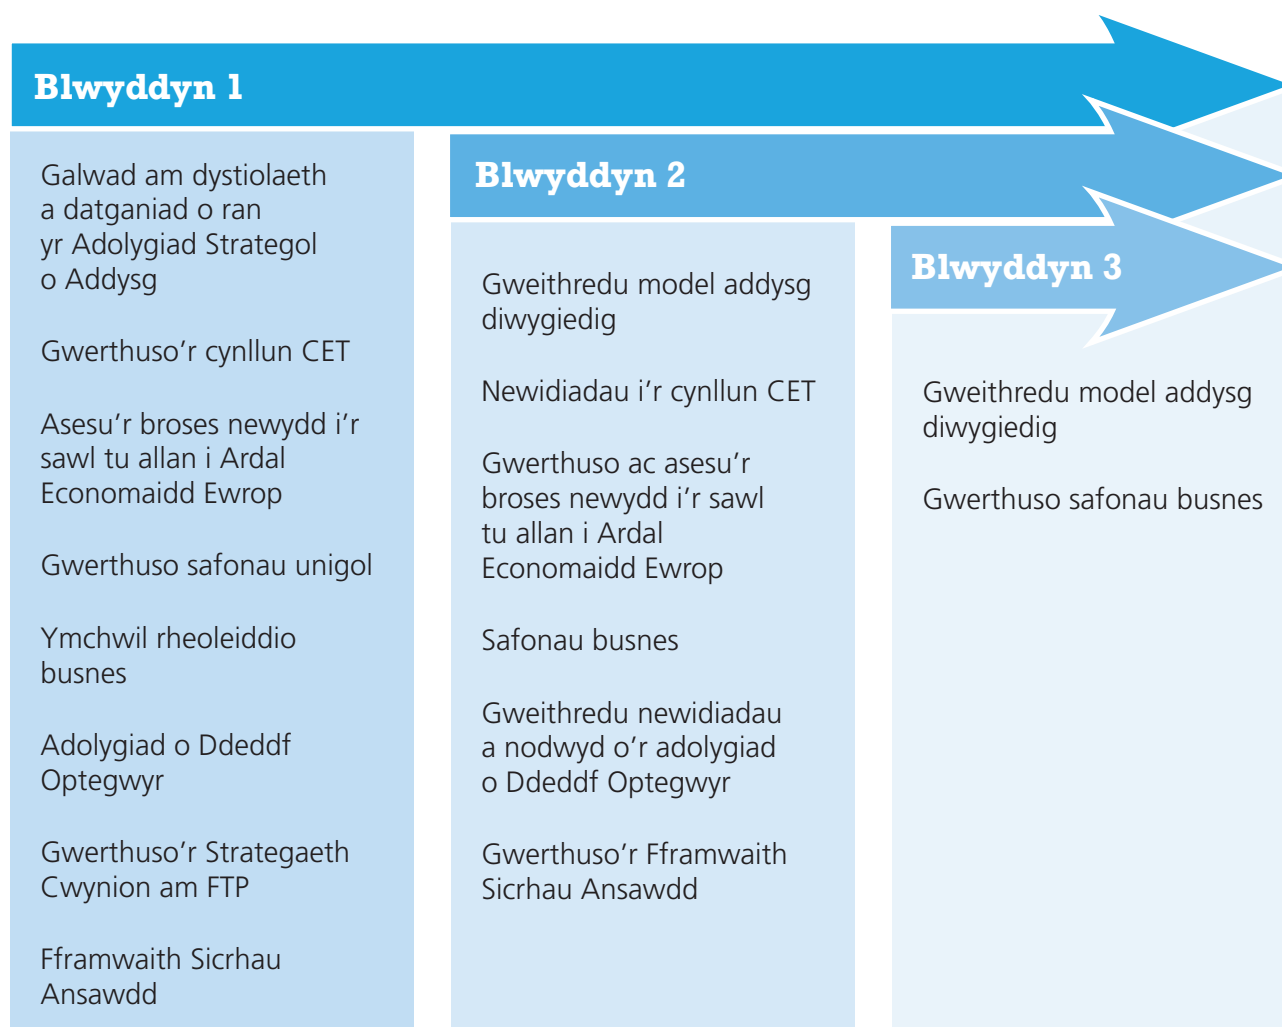 Blwyddyn 1
Galwad am dystiolaeth
a datganiad o ran
yr Adolygiad Strategol
o Addysg
Gwerthuso'r cynllun CET
Asesu'r broses newydd i'r
sawl tu allan i Ardal
Economaidd Ewrop
Gwerthuso safonau unigol
Ymchwil rheoleiddio
busnes
Adolygiad o Ddeddf
Optegwyr
Gwerthuso'r Strategaeth
Cwynion am FTP
Fframwaith Sicrhau
Ansawdd
Blwyddyn 2
Gweithredu model addysg
diwygiedig
Newidiadau i'r cynllun CET
Gwerthuso ac asesu'r
broses newydd i'r sawl
tu allan i Ardal
Economaidd Ewrop
Safonau busnes
Gweithredu newidiadau
a nodwyd o'r adolygiad
o Ddeddf Optegwyr
Gwerthuso'r Fframwaith
Sicrhau Ansawdd
Blwyddyn 3
Gweithredu model addysg
diwygiedig
Gwerthuso safonau busnes